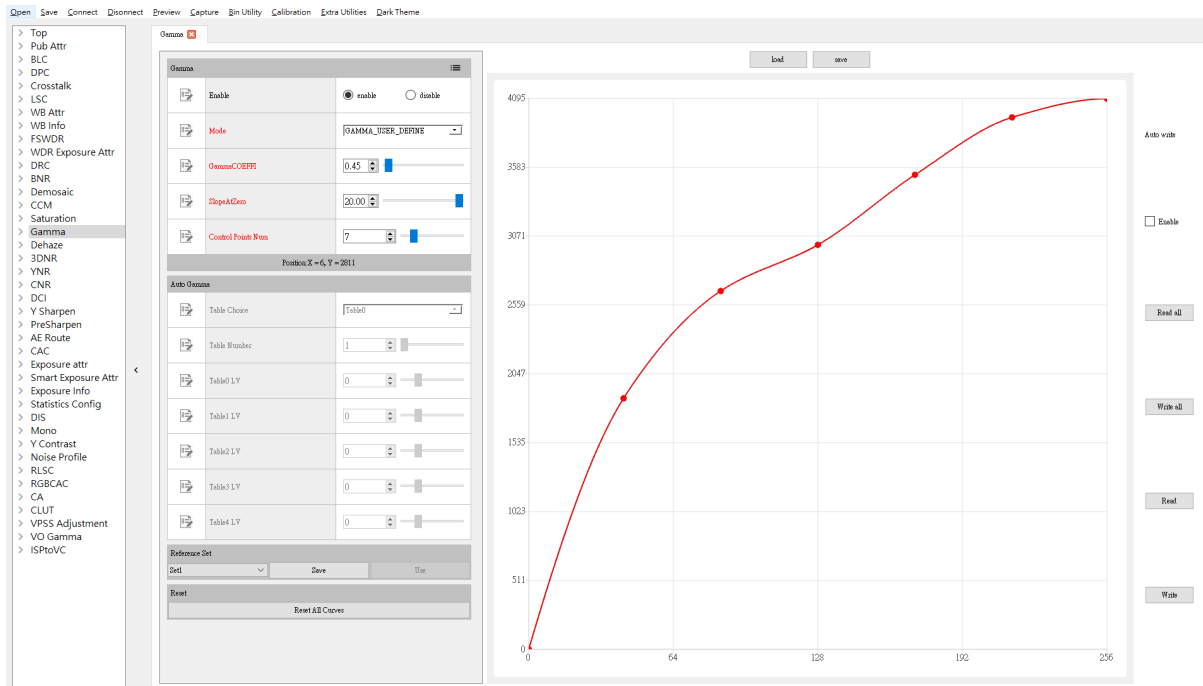 Open Save Connect Disonnect Preview Capture Bin Utility Calibration Extra Utilities Dark Theme
Top
Pub Attr
BLC
DPC
Crosstalk
LSC
WB Attr
WB Info
FSWDR
WDR Exposure Attr
DRC
BNR
Demosaic
CCM
Saturation
Gamma
Dehaze
3DNR
YNR
CNR
DCI
Y Sharpen
PreSharpen
AE Route
CAC
Exposure attr
Smart Exposure Attr
Exposure Info
Statistics Config
DIS
Mono
Y Contrast
Noise Profile
RLSC
RGBCAC
CA
CLUT
VPSS Adjustment
VO Gamma
ISPtoVC
Gamma
Gamma
Enable enable disable
Mode GAMMA_USER_DEFINE
GammaCOEFFI 0.45
SlopeAtZero 20.00
Control Points Num 7
Position:X = 6, Y = 2811
Auto Gamma
Table Choice Table0
Table Number 1
Table0 LV 0
Table1 LV 0
Table2 LV 0
Table3 LV 0
Table4 LV 0
Reference Set
Set1 Save Use
Reset
Reset All Curves
load save
4095
3583
3071
2559
2047
1535
1023
511
0
0 64 128 192 256
Auto write
Enable
Read all
Write all
Read
Write